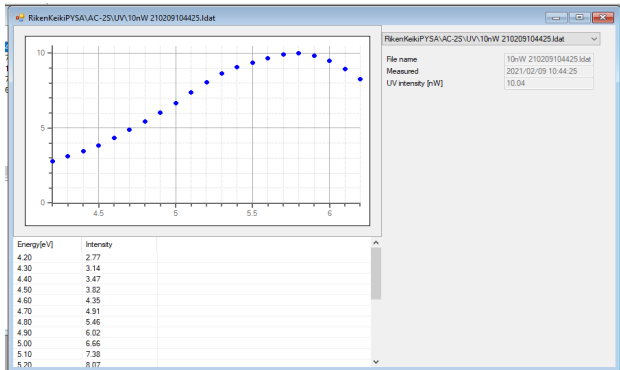 RikenKeikiPYSA\AC-2S\UV\10nW 210209104425.ldat
RikenKeikiPYSA\AC-2S\UV\10nW 210209104425.ldat
File name 10nW 210209104425.ldat
Measured 2021/02/09 10:44:25
UV intensity [nW] 10.04
10
5
0
4.5 5 5.5 6
Energy[eV] Intensity
4.20 2.77
4.30 3.14
4.40 3.47
4.50 3.82
4.60 4.35
4.70 4.91
4.80 5.46
4.90 6.02
5.00 6.66
5.10 7.38
5.20 8.07